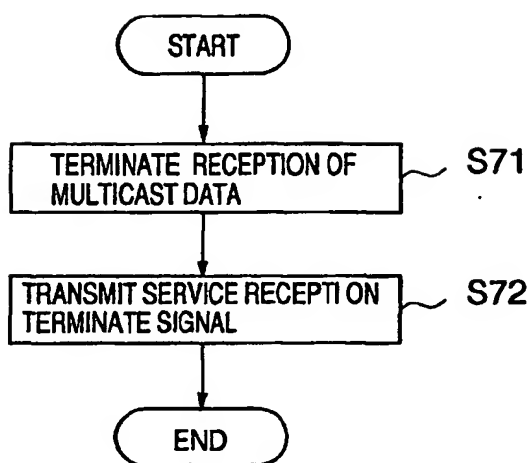 START
TERMINATE RECEPTION OF
MULTICAST DATA
S71
TRANSMIT SERVICE RECEPTI ON
TERMINATE SIGNAL
S72
END